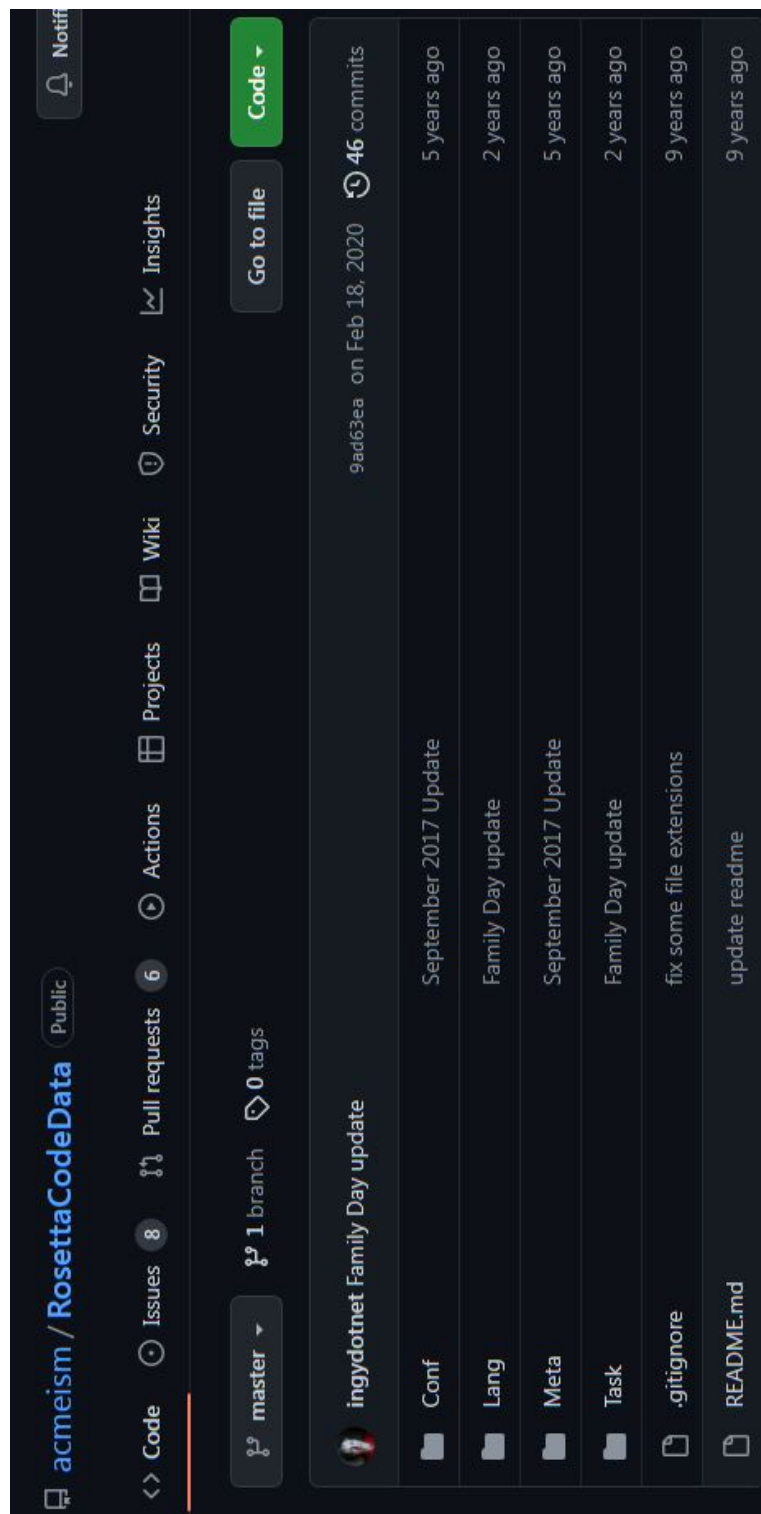 acmeism / RosettaCodeData Public
Code Issues 8 Pull requests 6 Actions Projects Wiki Security Insights
master 1 branch 0 tags Go to file Code
ingydotnet Family Day update 9ad63ea on Feb 18, 2020 46 commits
Conf September 2017 Update 5 years ago
Lang Family Day update 2 years ago
Meta September 2017 Update 5 years ago
Task Family Day update 2 years ago
.gitignore fix some file extensions 9 years ago
README.md update readme 9 years ago